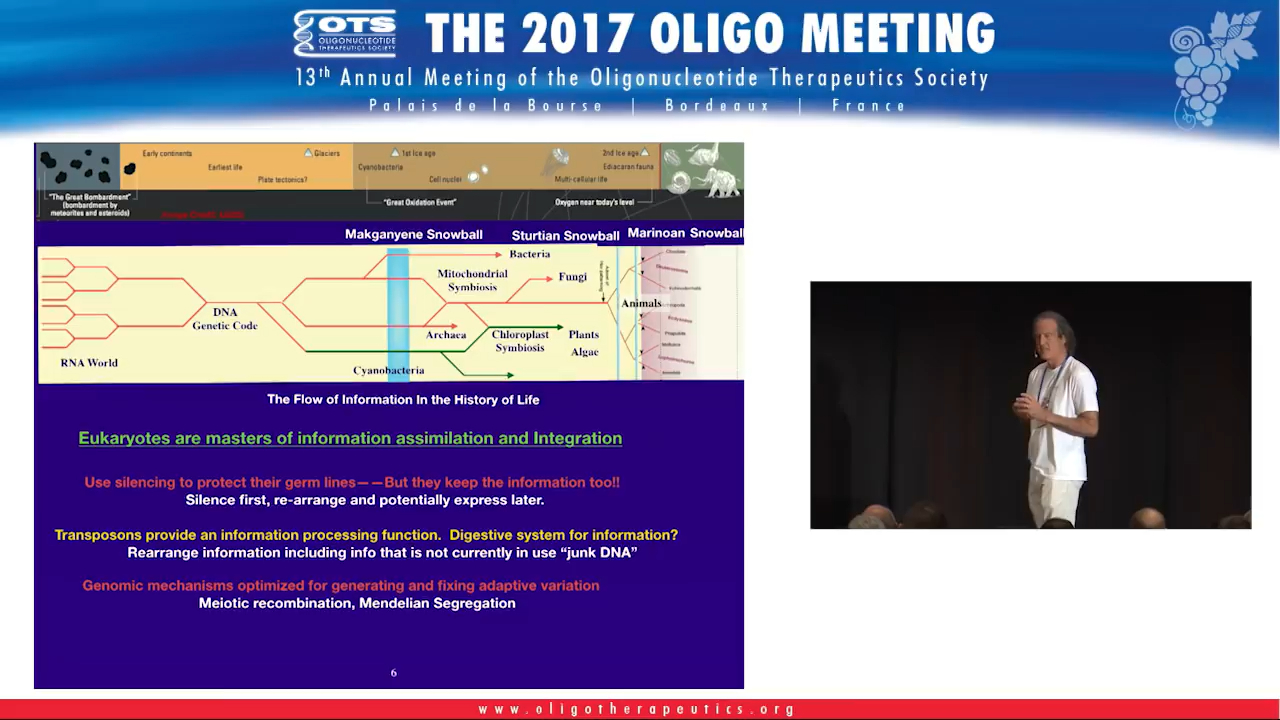 OTS
OLIGONUCLEOTIDE
THERAPEUTICS SOCIETY
THE 2017 OLIGO MEETING
13th Annual Meeting of the Oligonucleotide Therapeutics Society
Palais de la Bourse | Bordeaux | France
Early continents
Glaciers
1st Ice age
2nd Ice age
Earliest life
Cyanobacteria
Ediacaran fauna
Plate tectonics?
Cell nuclei
Multi-cellular life
"The Great Bombardment"
(bombardment by
meteorites and asteroids)
"Great Oxidation Event"
Oxygen near today's level
Makganyene Snowball
Sturtian Snowball
Marinoan Snowball
Bacteria
Mitochondrial
Symbiosis
Fungi
DNA
Genetic Code
Animals
Archaea
Chloroplast
Symbiosis
Plants
Algae
RNA World
Cyanobacteria
The Flow of Information In the History of Life
Eukaryotes are masters of information assimilation and Integration
Use silencing to protect their germ lines——But they keep the information too!!
Silence first, re-arrange and potentially express later.
Transposons provide an information processing function. Digestive system for information?
Rearrange information including info that is not currently in use “junk DNA”
Genomic mechanisms optimized for generating and fixing adaptive variation
Meiotic recombination, Mendelian Segregation
6
www.oligotherapeutics.org